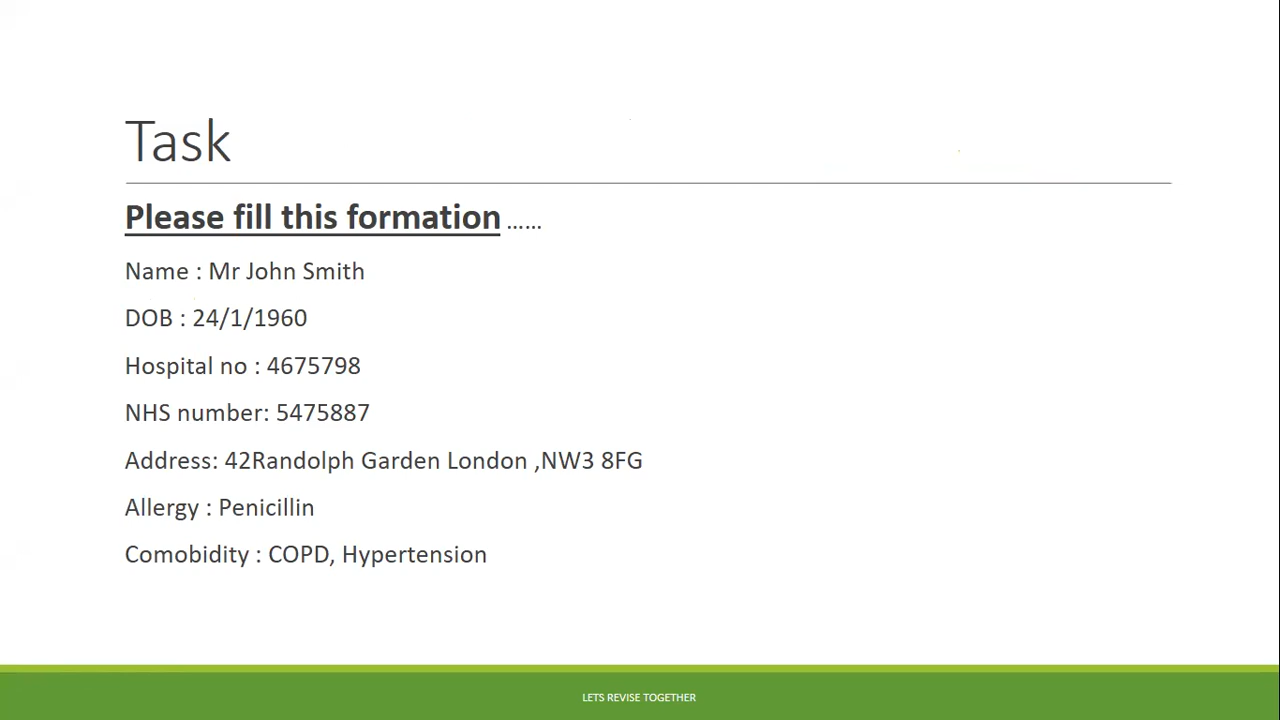 Task
Please fill this formation ......
Name : Mr John Smith
DOB : 24/1/1960
Hospital no : 4675798
NHS number: 5475887
Address: 42Randolph Garden London ,NW3 8FG
Allergy : Penicillin
Comobidity : COPD, Hypertension
LETS REVISE TOGETHER